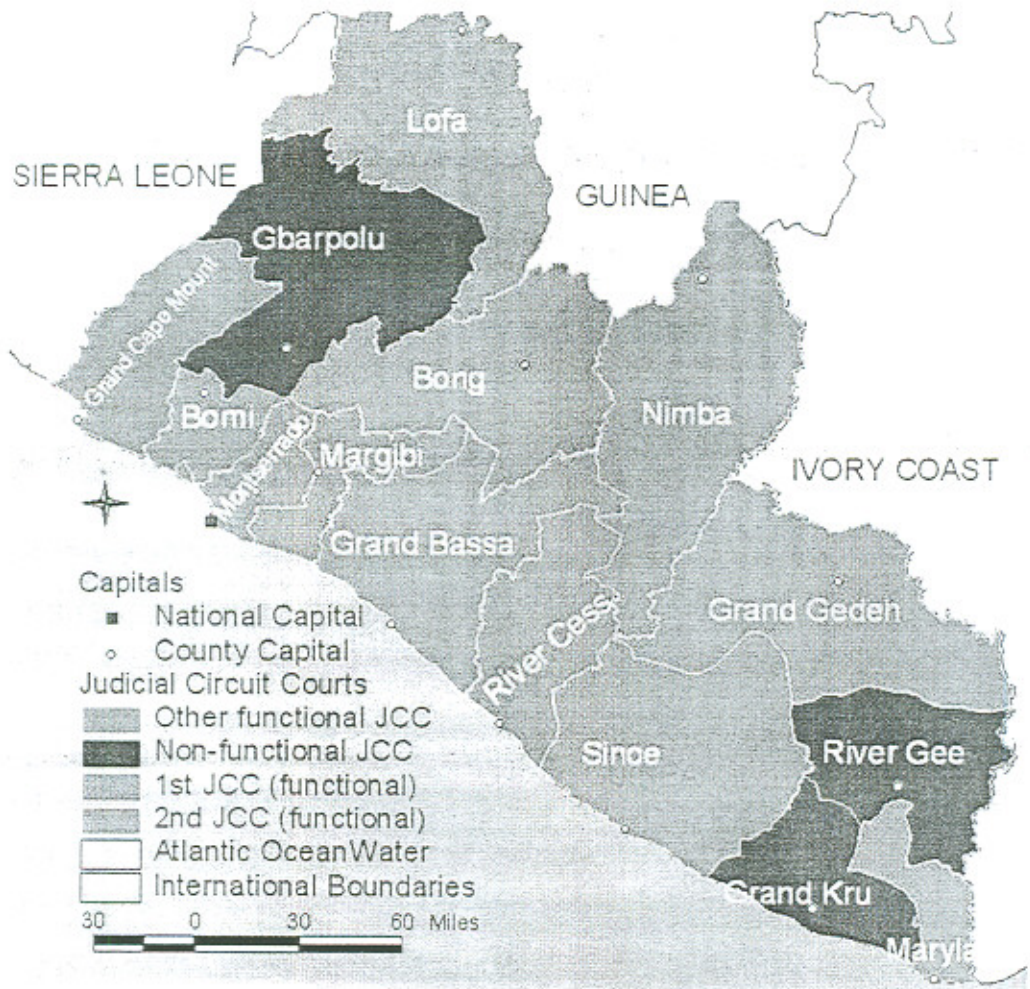 Lofa
SIERRA LEONE
GUINEA
Gbarpolu
Grand Cape Mount
Bong
Nimba
Bomi
Montserrado
Margibi
IVORY COAST
Grand Bassa
Grand Gedeh
River Cess
Sinoe
River Gee
Grand Kru
Maryla
Capitals
National Capital
County Capital
Judicial Circuit Courts
Other functional JCC
Non-functional JCC
1st JCC (functional)
2nd JCC (functional)
Atlantic OceanWater
International Boundaries
30 0 30 60 Miles